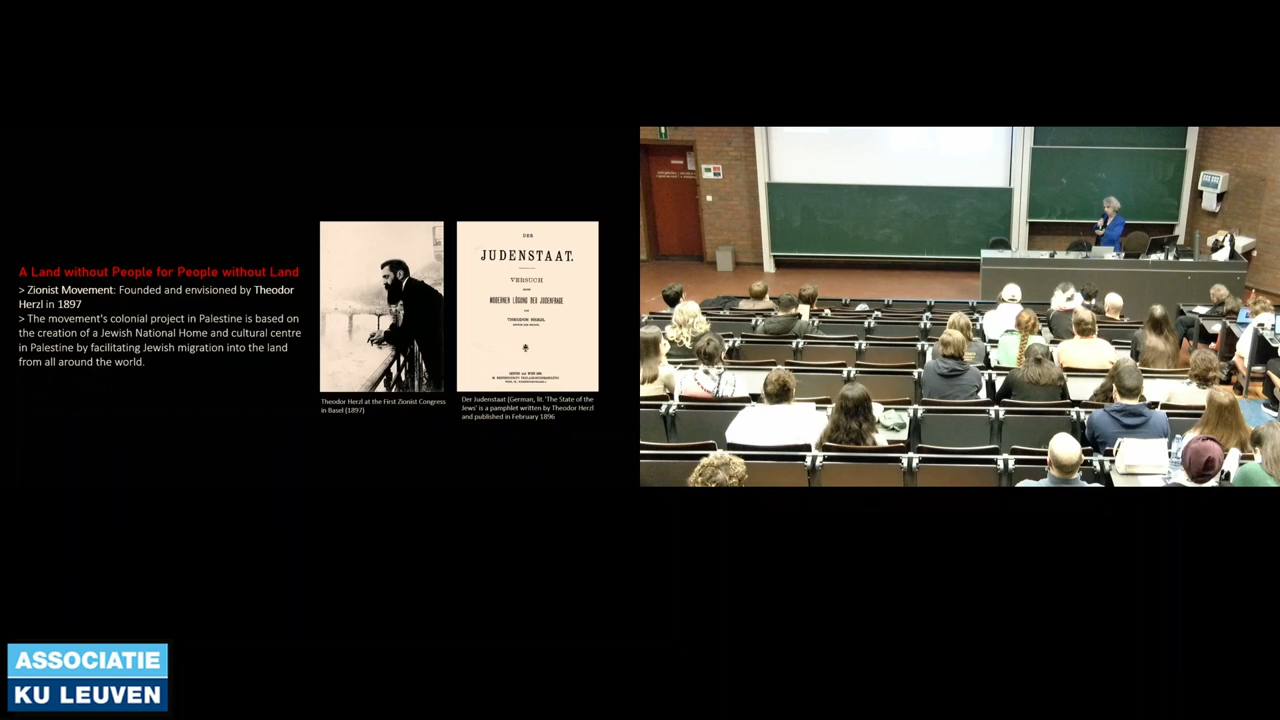 A Land without People for People without Land
> Zionist Movement: Founded and envisioned by Theodor
Herzl in 1897
> The movement's colonial project in Palestine is based on
the creation of a Jewish National Home and cultural centre
in Palestine by facilitating Jewish migration into the land
from all around the world.
DER
JUDENSTAAT.
VERSUCH
EINER
MODERNEN LÖSUNG DER JUDENFRAGE
VON
THEODOR HERZL
Theodor Herzl at the First Zionist Congress
in Basel (1897)
Der Judenstaat (German, lit. 'The State of the
Jews' is a pamphlet written by Theodor Herzl
and published in February 1896
ASSOCIATIE
KU LEUVEN